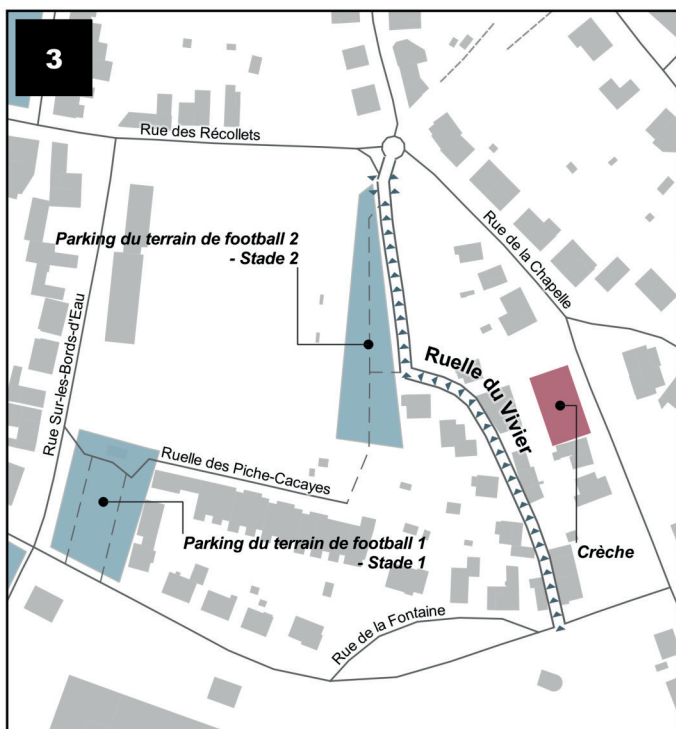 3
Rue des Récollets
Parking du terrain de football 2
- Stade 2
Rue de la Chapelle
Rue Sur-les-Bords-d'Eau
Ruelle du Vivier
Ruelle des Piche-Cacayes
Parking du terrain de football 1
- Stade 1
Crèche
Rue de la Fontaine